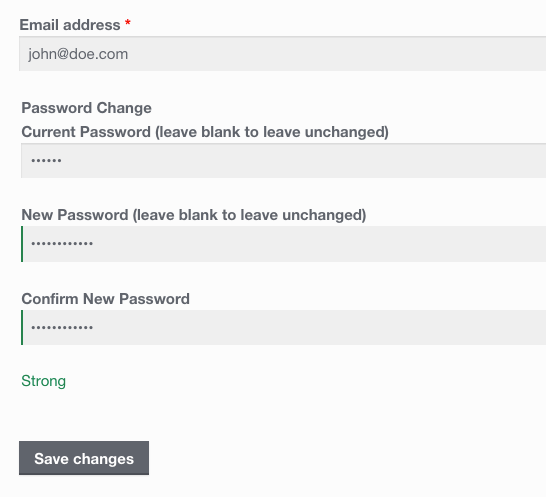 Email address *
john@doe.com
Password Change
Current Password (leave blank to leave unchanged)
••••••
New Password (leave blank to leave unchanged)
••••••••••••
Confirm New Password
••••••••••••
Strong
Save changes